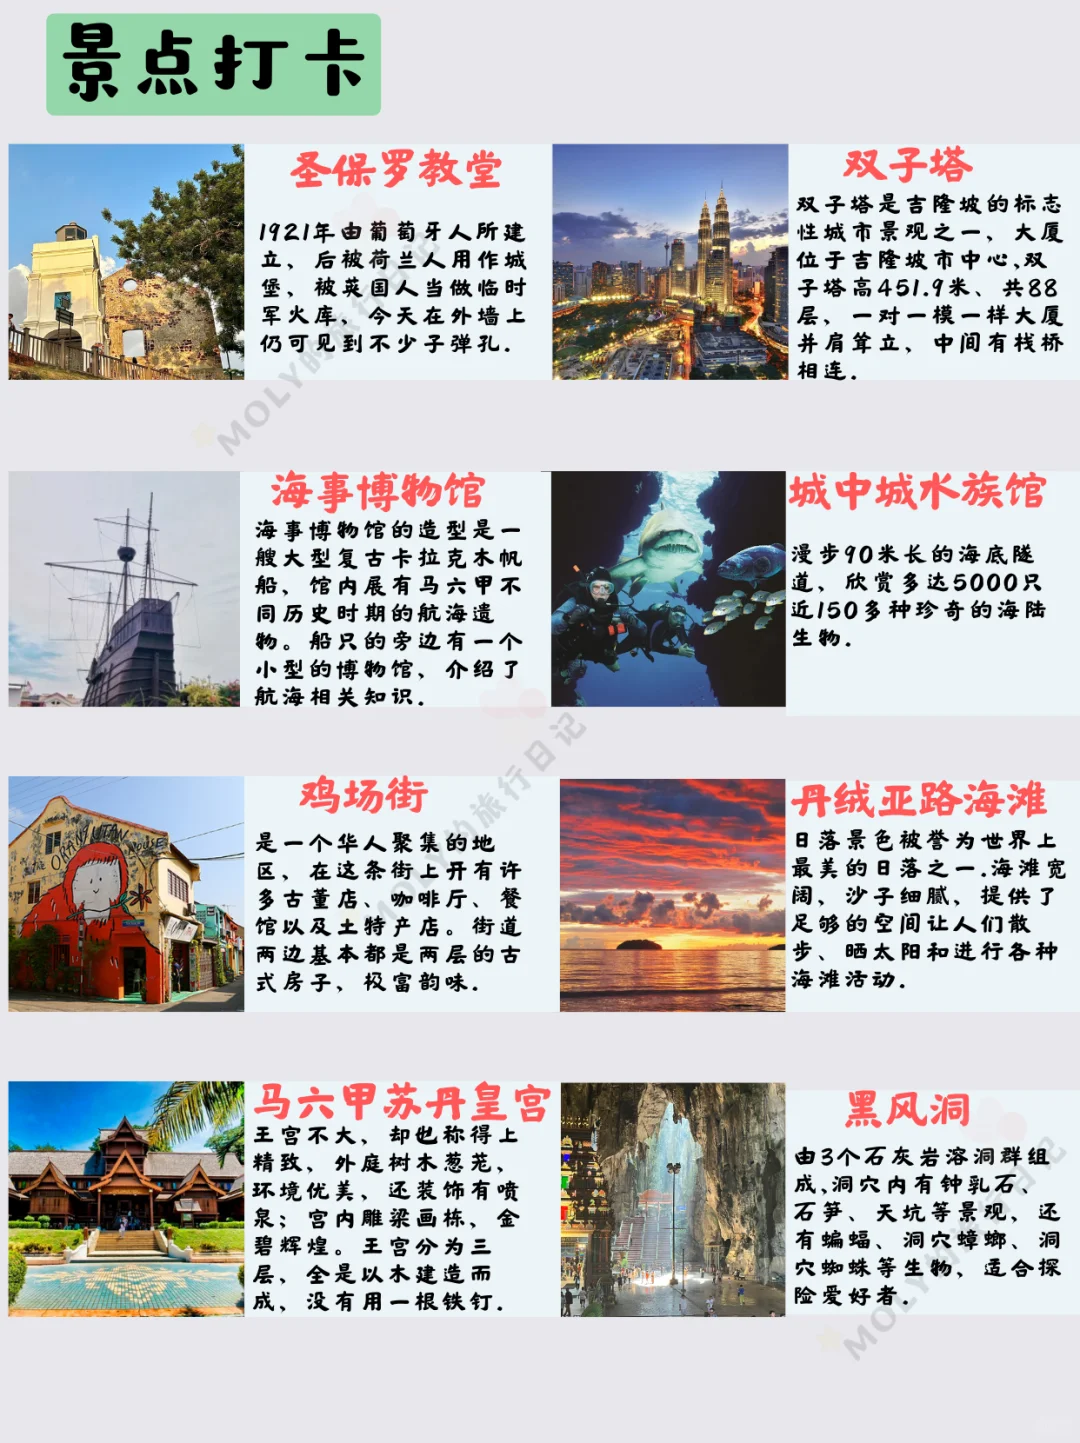 景点打卡
圣保罗教堂
1921年由葡萄牙人所建
立, 后被荷兰人用作城
堡, 被英国人当做临时
军火库, 今天在外墙上
仍可见到不少子弹孔.
双子塔
双子塔是吉隆坡的标志
性城市景观之一, 大厦
位于吉隆坡市中心,双
子塔高451.9米、共88
层, 一对一模一样大厦
并肩耸立, 中间有栈桥
相连.
海事博物馆
海事博物馆的造型是一
艘大型复古卡拉克木帆
船, 馆内展有马六甲不
同历史时期的航海遗
物。船只的旁边有一个
小型的博物馆, 介绍了
航海相关知识.
城中城水族馆
漫步90米长的海底隧
道, 欣赏多达5000只
近150多种珍奇的海陆
生物.
鸡场街
是一个华人聚集的地
区, 在这条街上开有许
多古董店、咖啡厅、餐
馆以及土特产店。街道
两边基本都是两层的古
式房子, 极富韵味.
ORANGUTAN
HOUSE
丹绒亚路海滩
日落景色被誉为世界上
最美的日落之一.海滩宽
阔, 沙子细腻, 提供了
足够的空间让人们散
步、晒太阳和进行各种
海滩活动.
马六甲苏丹皇宫
王宫不大, 却也称得上
精致, 外庭树木葱茏,
环境优美, 还装饰有喷
泉; 宫内雕梁画栋, 金
碧辉煌。王宫分为三
层, 全是以木建造而
成, 没有用一根铁钉.
黑风洞
由3个石灰岩溶洞群组
成,洞穴内有钟乳石、
石笋、天坑等景观, 还
有蝙蝠、洞穴蟑螂、洞
穴蜘蛛等生物, 适合探
险爱好者.
MOLY的旅行日记
MOLY的旅行日记
MOLY的旅行日记